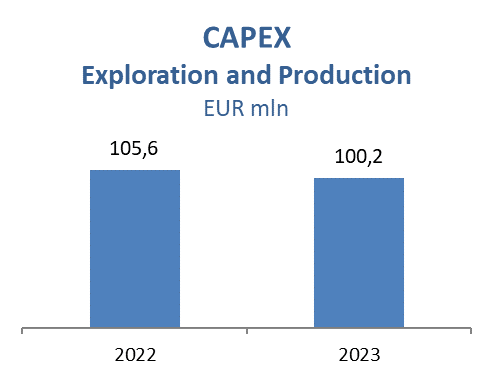 CAPEX
Exploration and Production
EUR mln
105,6
100,2
2022
2023